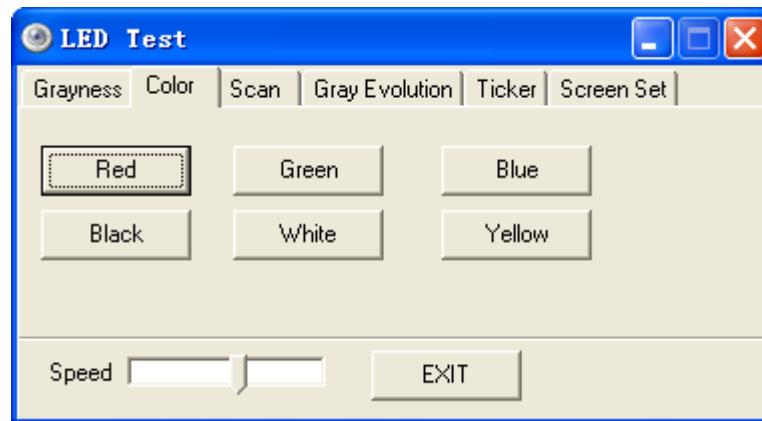 LED Test
Grayness Color Scan Gray Evolution Ticker Screen Set
Red Green Blue
Black White Yellow
Speed EXIT